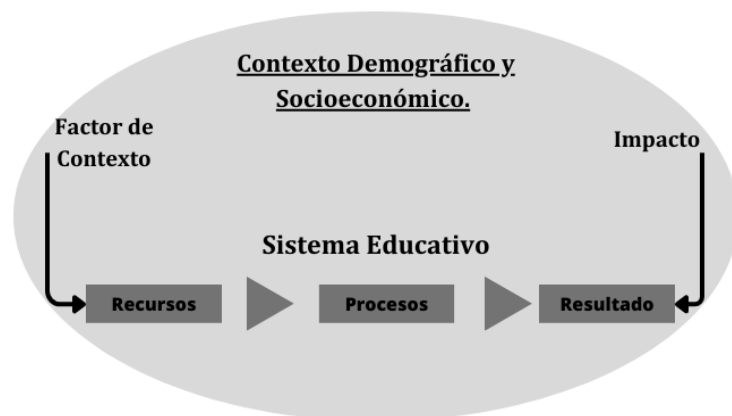 Contexto Demográfico y
Socioeconómico.
Factor de
Contexto
Impacto
Sistema Educativo
Recursos
Procesos
Resultado